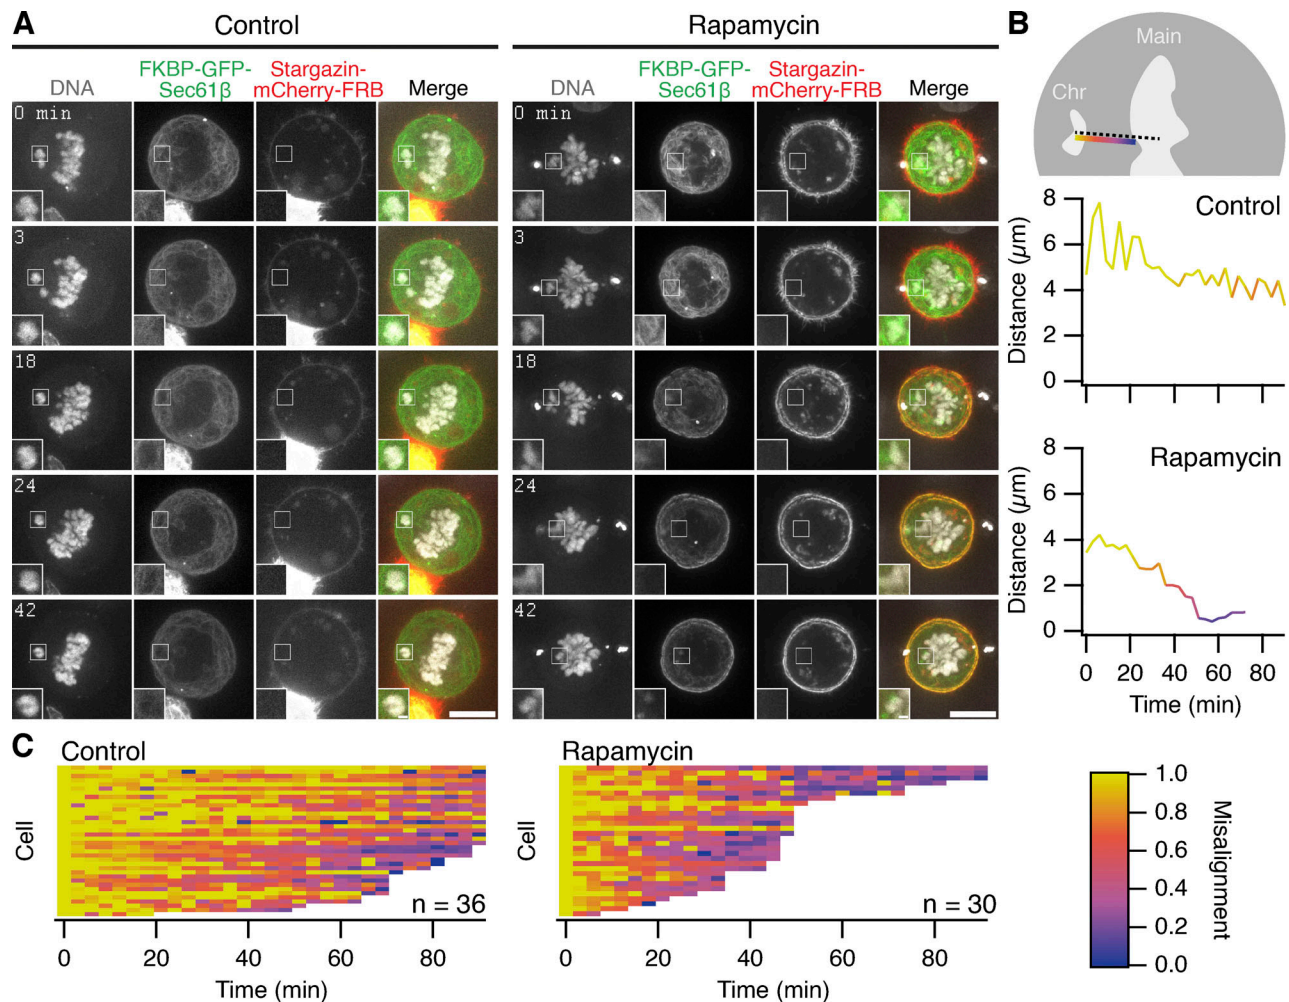 A
Control
Rapamycin
DNA
FKBP-GFP-
Sec61β
Stargazin-
mCherry-FRB
Merge
DNA
FKBP-GFP-
Sec61β
Stargazin-
mCherry-FRB
Merge
0 min
3
18
24
42
0 min
3
18
24
42
B
Main
Chr
Control
Distance (µm)
8
6
4
2
0
Rapamycin
Distance (µm)
8
6
4
2
0
0 20 40 60 80
Time (min)
C
Control
Cell
n = 36
0 20 40 60 80
Time (min)
Rapamycin
Cell
n = 30
0 20 40 60 80
Time (min)
1.0
0.8
0.6
0.4
0.2
0.0
Misalignment